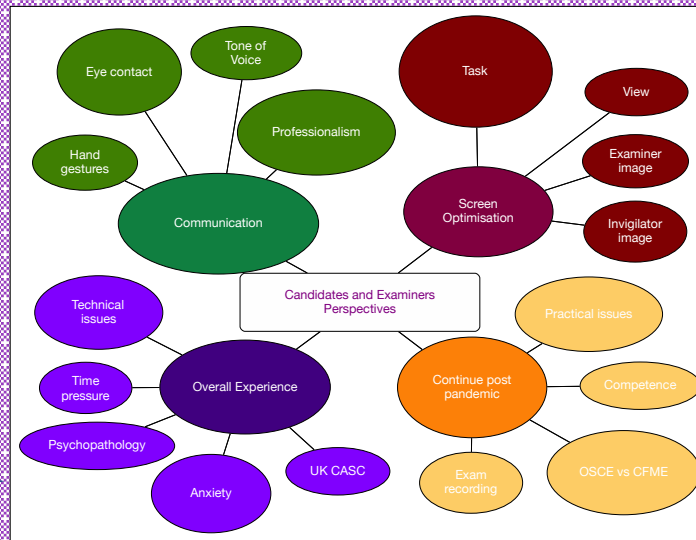 Eye contact
Tone of
Voice
Hand
gestures
Professionalism
Communication
Task
View
Examiner
image
Invigilator
image
Screen
Optimisation
Candidates and Examiners
Perspectives
Technical
issues
Time
pressure
Psychopathology
Anxiety
UK CASC
Overall Experience
Continue post
pandemic
Practical issues
Competence
OSCE vs CFME
Exam
recording